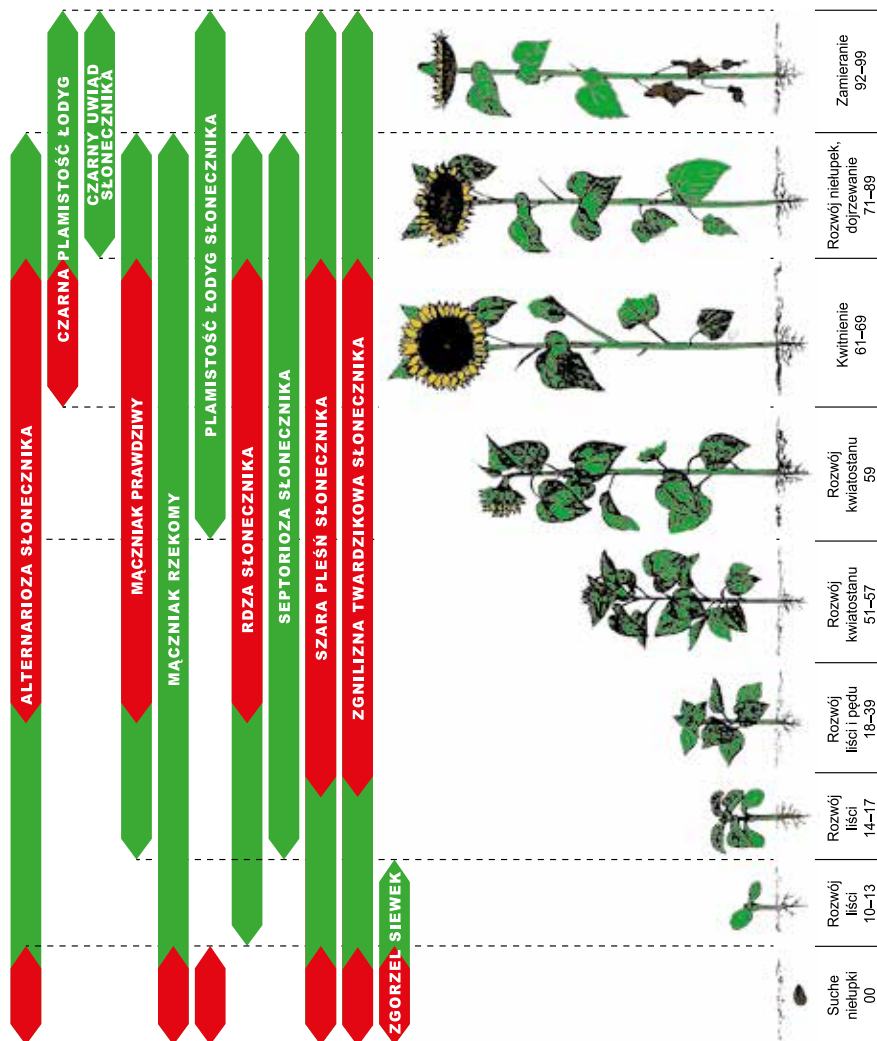 ALTERNARIOZA SŁONECZNIKA
CZARNA PLAMISTOŚĆ ŁODYG
CZARNY UWIĄD
SŁONECZNIKA
MĄCZNIAK PRAWDZIWY
MĄCZNIAK RZEKOMY
PLAMISTOŚĆ ŁODYG SŁONECZNIKA
RDZA SŁONECZNIKA
SEPTORIOZA SŁONECZNIKA
SZARA PLEŚŃ SŁONECZNIKA
ZGNILIZNA TWARDZIKOWA SŁONECZNIKA
ZGORZEL SIEWEK
Suche
niełupki
00
Rozwój
liści
10–13
Rozwój
liści
14–17
Rozwój
liści i pędu
18–39
Rozwój
kwiatostanu
51–57
Rozwój
kwiatostanu
59
Kwitnienie
61–69
Rozwój niełupek,
dojrzewanie
71–89
Zamieranie
92–99